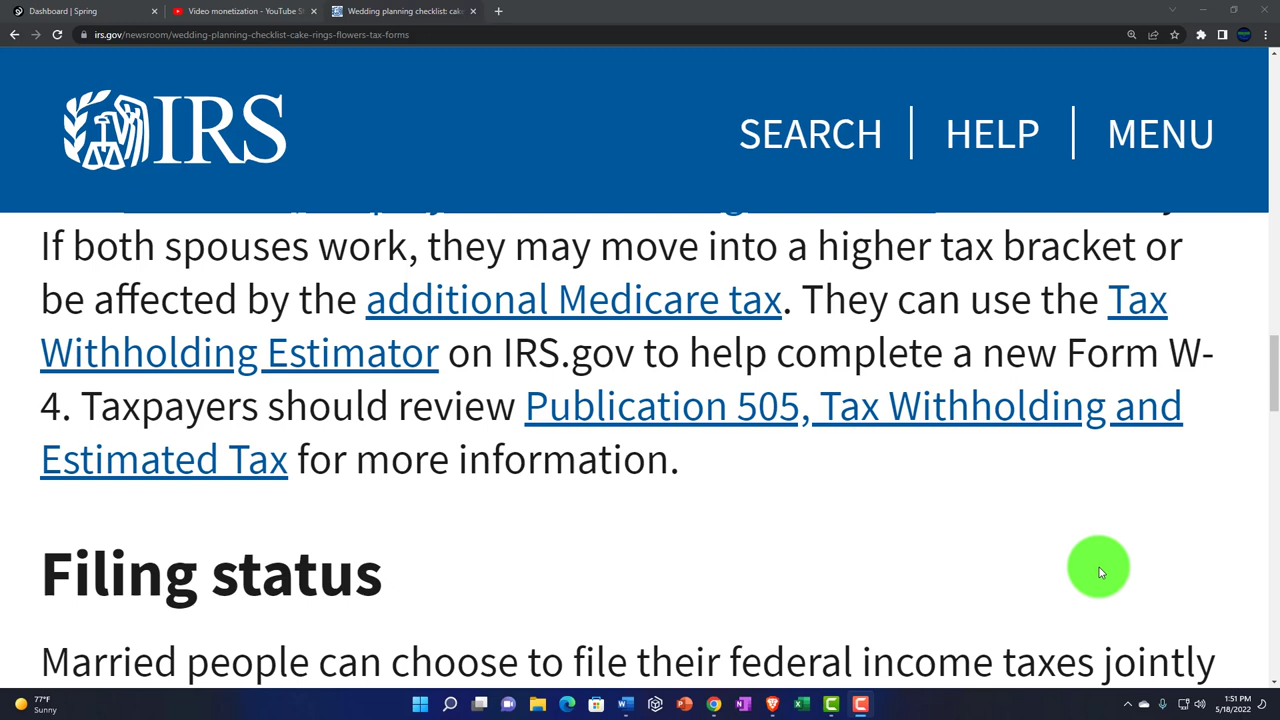 Dashboard | Spring
Video monetization - YouTube St
Wedding planning checklist: cake
irs.gov/newsroom/wedding-planning-checklist-cake-rings-flowers-tax-forms
IRS
SEARCH
HELP
MENU
If both spouses work, they may move into a higher tax bracket or
be affected by the additional Medicare tax. They can use the Tax
Withholding Estimator on IRS.gov to help complete a new Form W-
4. Taxpayers should review Publication 505, Tax Withholding and
Estimated Tax for more information.
Filing status
Married people can choose to file their federal income taxes jointly
77°F
Sunny
1:51 PM
5/18/2022